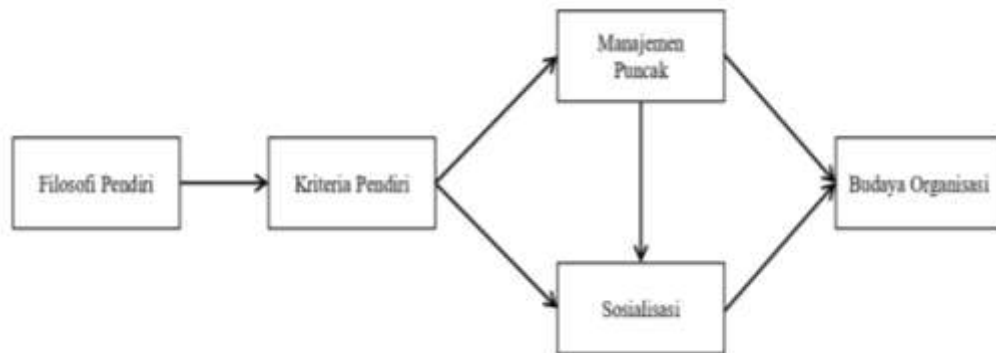 Manajemen
Puncak
Filosofi Pendiri
Kriteria Pendiri
Budaya Organisasi
Sosialisasi